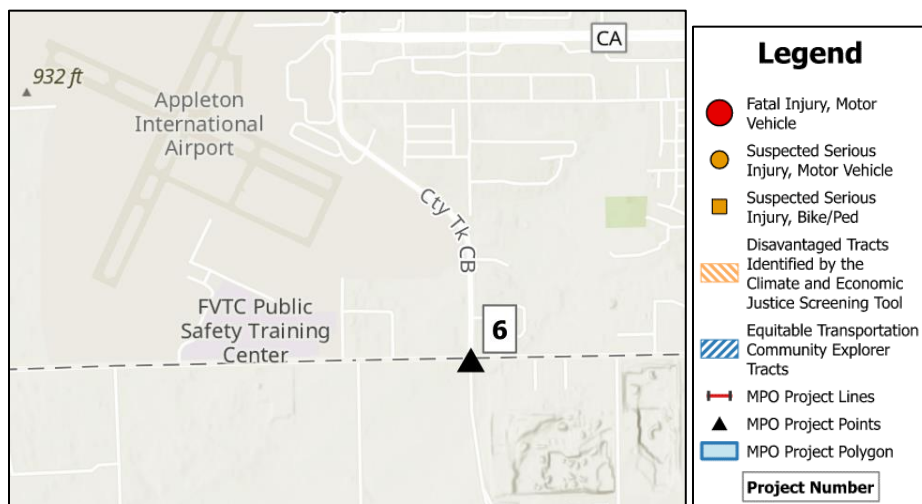 CA
932 ft
Appleton
International
Airport
Cty Tk CB
FVTC Public
Safety Training
Center
6
Legend
Fatal Injury, Motor
Vehicle
Suspected Serious
Injury, Motor Vehicle
Suspected Serious
Injury, Bike/Ped
Disavantaged Tracts
Identified by the
Climate and Economic
Justice Screening Tool
Equitable Transportation
Community Explorer
Tracts
MPO Project Lines
MPO Project Points
MPO Project Polygon
Project Number